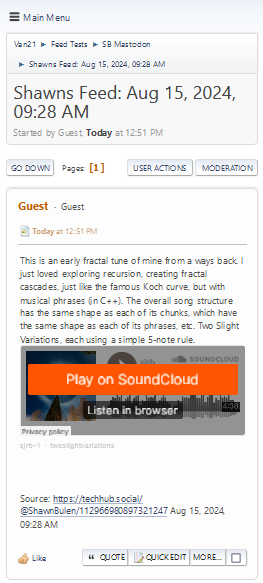 Main Menu
Van21 ► Feed Tests ► SB Mastodon
► Shawns Feed: Aug 15, 2024, 09:28 AM
Shawns Feed: Aug 15, 2024,
09:28 AM
Started by Guest, Today at 12:51 PM
GO DOWN Pages: [1] USER ACTIONS MODERATION
Guest - Guest
Today at 12:51 PM
This is an early fractal tune of mine from a ways back. I
just loved exploring recursion, creating fractal
cascades, just like the famous Koch curve, but with
musical phrases (in C++). The overall song structure
has the same shape as each of its chunks, which have
the same shape as each of its phrases, etc. Two Slight
Variations, each using a simple 5-note rule.
sjrb
SOUNDCLOUD
Play on SoundCloud
Listen in browser
4:36
Privacy policy
sjrb-1 · twoslightvariations
Source: https://techhub.social/
@ShawnBulen/112966980897321247 Aug 15, 2024,
09:28 AM
Like QUOTE QUICK EDIT MORE...